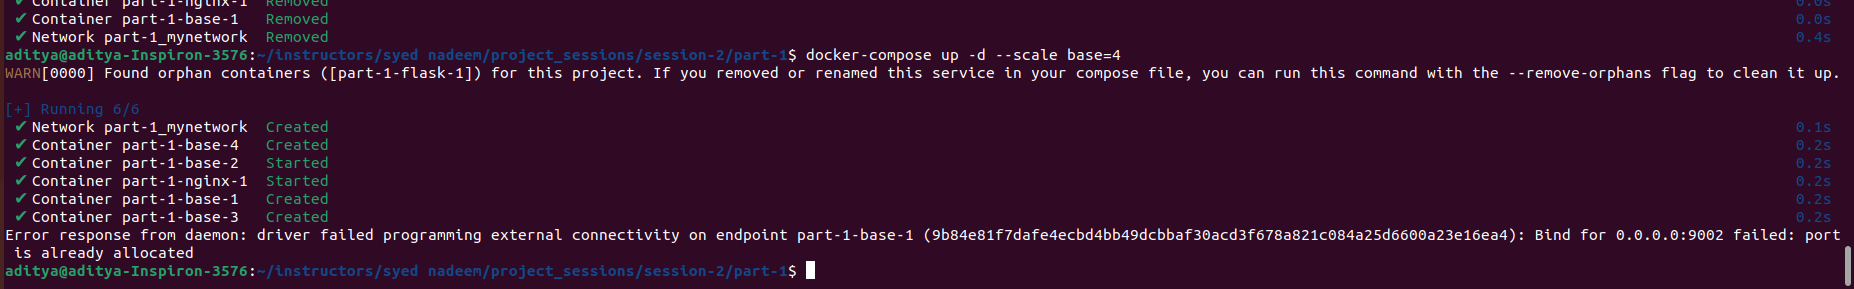 ✔ Container part-1-nginx-1  Removed 0.0s
✔ Container part-1-base-1   Removed 0.0s
✔ Network part-1_mynetwork  Removed 0.4s
aditya@aditya-Inspiron-3576:~/instructors/syed nadeem/project_sessions/session-2/part-1$ docker-compose up -d --scale base=4
WARN[0000] Found orphan containers ([part-1-flask-1]) for this project. If you removed or renamed this service in your compose file, you can run this command with the --remove-orphans flag to clean it up.
[+] Running 6/6
✔ Network part-1_mynetwork  Created 0.1s
✔ Container part-1-base-4   Created 0.2s
✔ Container part-1-base-2   Started 0.2s
✔ Container part-1-nginx-1  Started 0.2s
✔ Container part-1-base-1   Created 0.2s
✔ Container part-1-base-3   Created 0.2s
Error response from daemon: driver failed programming external connectivity on endpoint part-1-base-1 (9b84e81f7dafe4ecbd4bb49dcbbaf30acd3f678a821c084a25d6600a23e16ea4): Bind for 0.0.0.0:9002 failed: port
is already allocated
aditya@aditya-Inspiron-3576:~/instructors/syed nadeem/project_sessions/session-2/part-1$